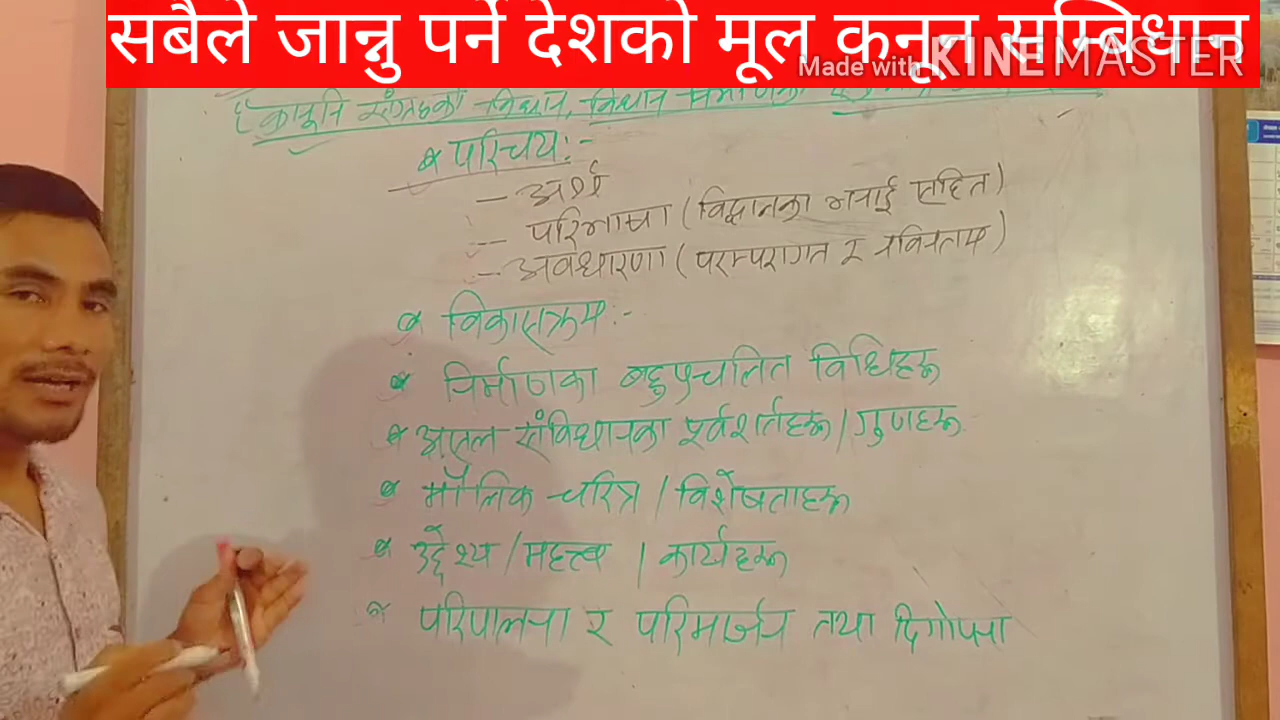 सबैले जान्नु पर्ने देशको मूल कनून सम्बिधान
Made with KINEMASTER
विधान, विधान
परिचय:-
- अर्थ
- परिभाषा (विद्वानका भनाई सहित)
- अवधारणा (परम्परागत र नविनतम)
विकासक्रम:-
निर्माणका बहुप्रचलित विधिहरू
असल संविधानका पूर्वशर्तहरू / गुणहरू
मौलिक चरित्र / विशेषताहरू
उद्देश्य / महत्त्व / कार्यहरू
परिपालना र परिमार्जन तथा दिगोपना